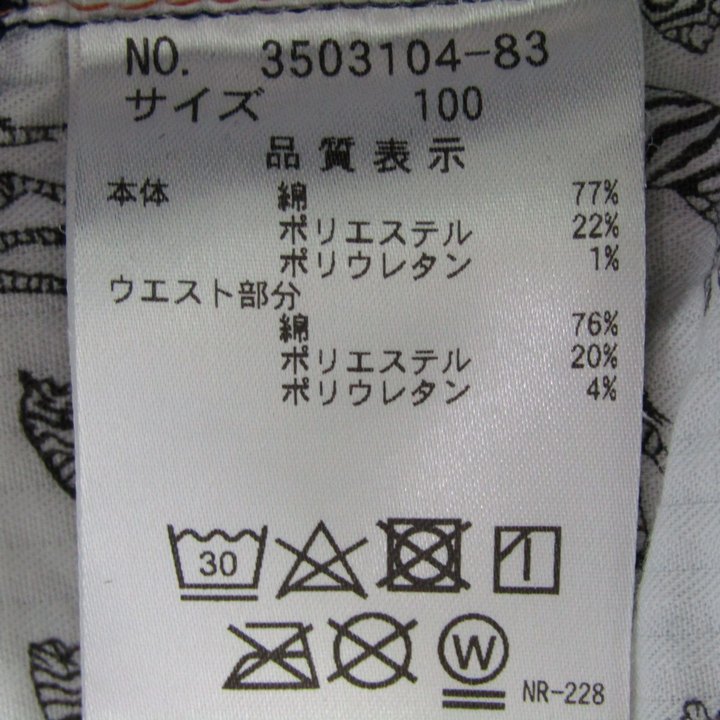 NO. 3503104-83
サイズ 100
品質表示
本体 綿 77%
ポリエステル 22%
ポリウレタン 1%
ウエスト部分
綿 76%
ポリエステル 20%
ポリウレタン 4%
30
W
NR-228